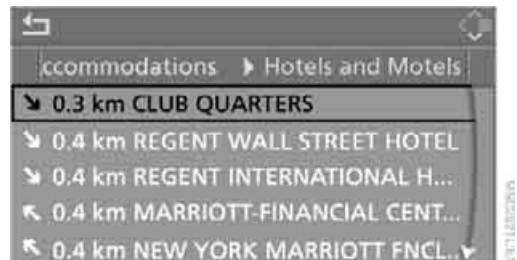 ccommodations Hotels and Motels
0.3 km CLUB QUARTERS
0.4 km REGENT WALL STREET HOTEL
0.4 km REGENT INTERNATIONAL H...
0.4 km MARRIOTT-FINANCIAL CENT...
0.4 km NEW YORK MARRIOTT FNCL..